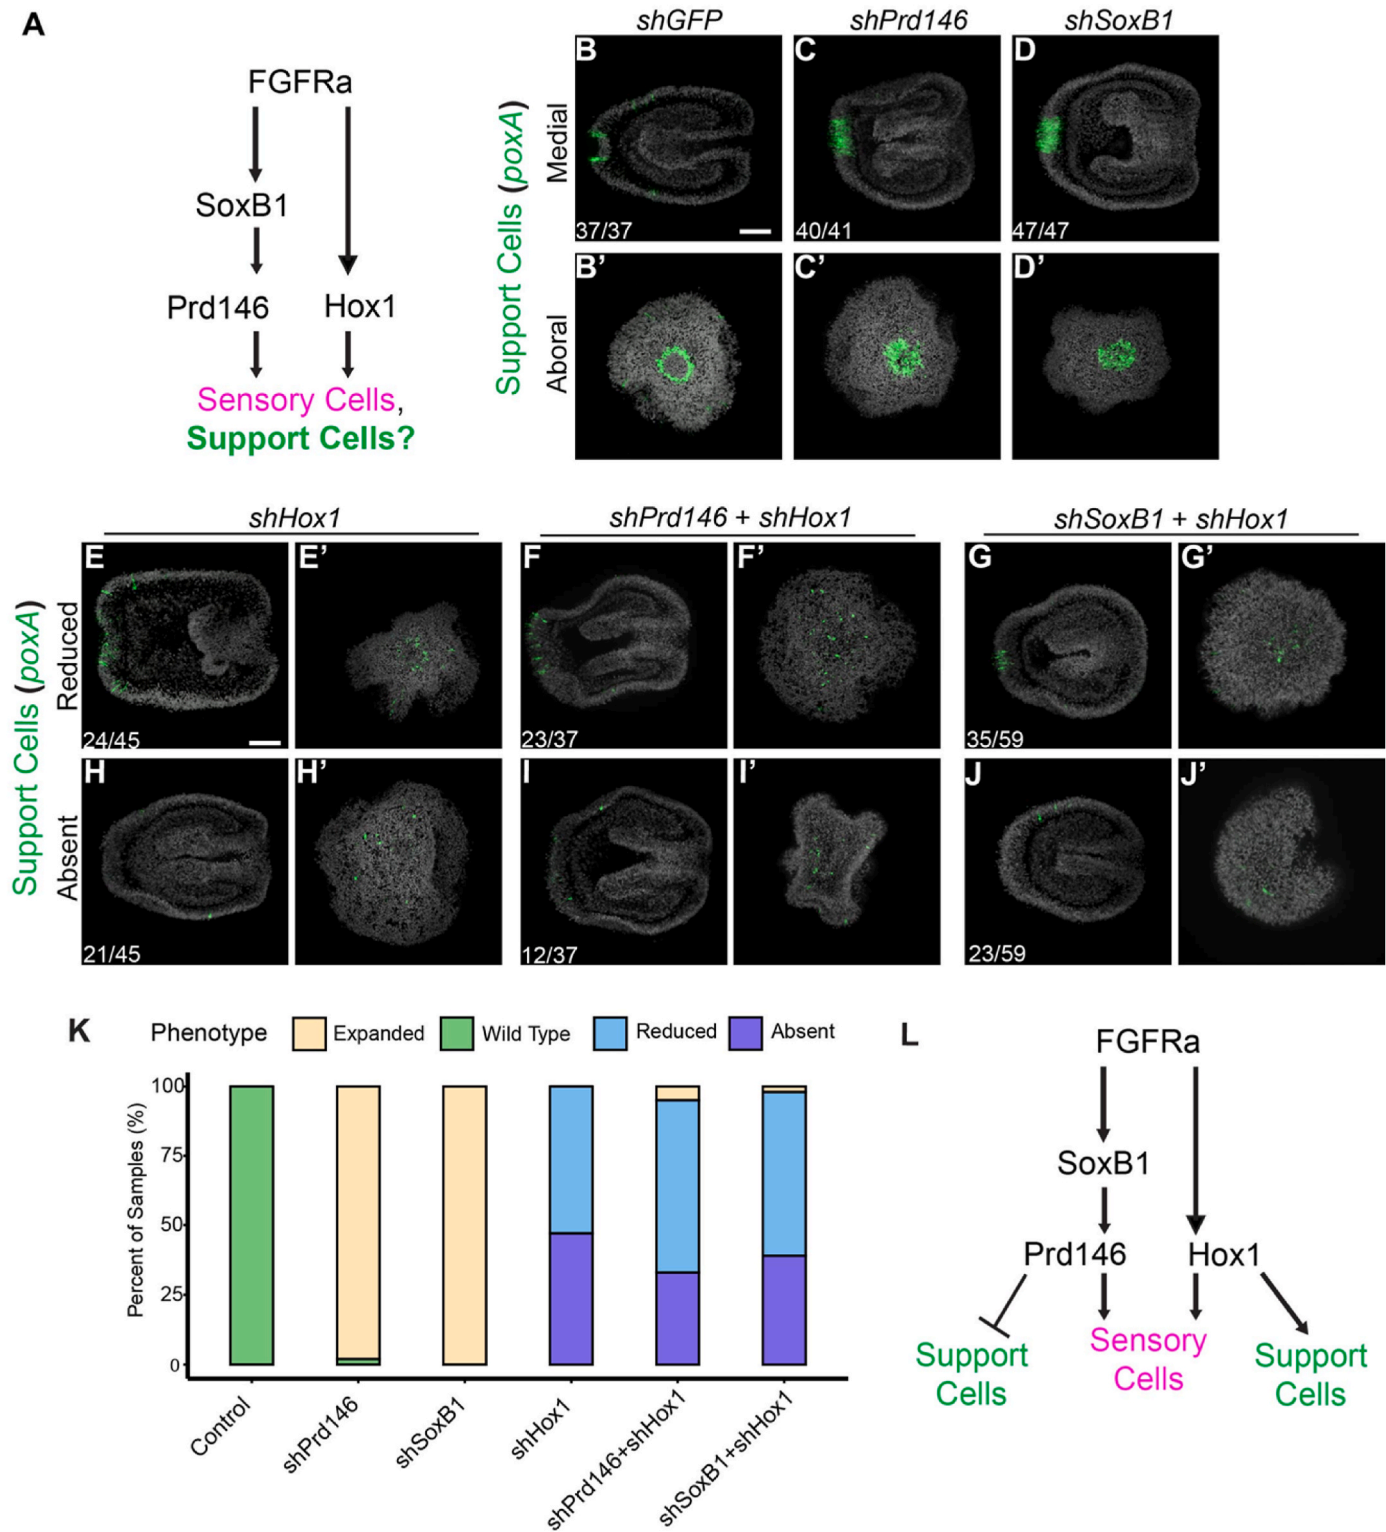 A
FGFRa
SoxB1
Prd146
Hox1
Sensory Cells,
Support Cells?
shGFP
shPrd146
shSoxB1
Support Cells (poxA)
Medial
Aboral
B
37/37
C
40/41
D
47/47
B’
C’
D’
shHox1
shPrd146 + shHox1
shSoxB1 + shHox1
Support Cells (poxA)
Reduced
Absent
E
24/45
E’
F
23/37
F’
G
35/59
G’
H
21/45
H’
I
12/37
I’
J
23/59
J’
K
Phenotype
Expanded
Wild Type
Reduced
Absent
Percent of Samples (%)
100
75
50
25
0
Control
shPrd146
shSoxB1
shHox1
shPrd146+shHox1
shSoxB1+shHox1
L
FGFRa
SoxB1
Prd146
Hox1
Support
Cells
Sensory
Cells
Support
Cells